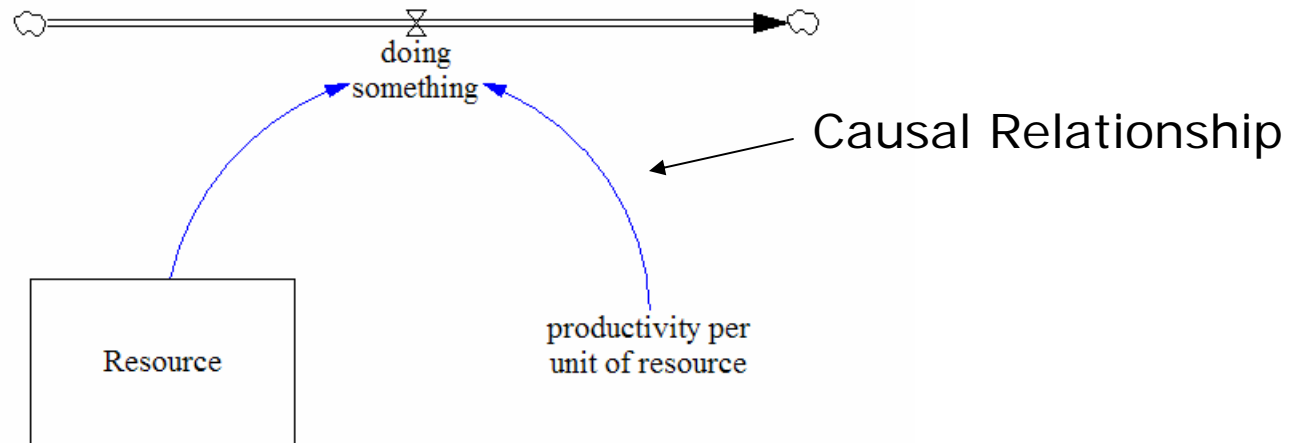 doing
something
Causal Relationship
productivity per
unit of resource
Resource